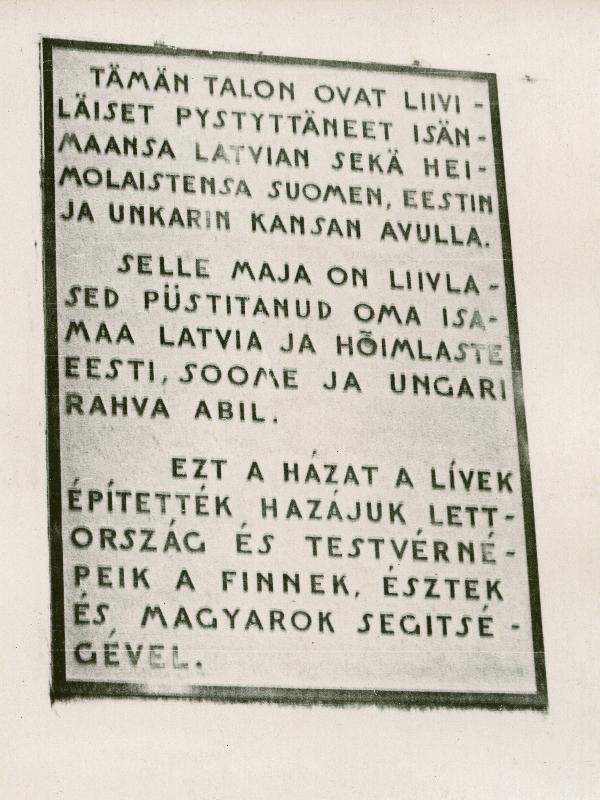 TÄMÄN TALON OVAT LIIVI-
LÄISET PYSTYTTÄNEET ISÄN-
MAANSA LATVIAN SEKÄ HEI-
MOLAISTENSA SUOMEN, EESTIN
JA UNKARIN KANSAN AVULLA.
SELLE MAJA ON LIIVLA-
SED PÜSTITANUD OMA ISA-
MAA LATVIA JA HÕIMLASTE
EESTI, SOOME JA UNGARI
RAHVA ABIL.
EZT A HÁZAT A LÍVEK
ÉPÍTETTÉK HAZÁJUK LETT-
ORSZÁG ÉS TESTVÉRNÉ-
PEIK A FINNEK, ÉSZTEK
ÉS MAGYAROK SEGITSÉ-
GÉVEL.